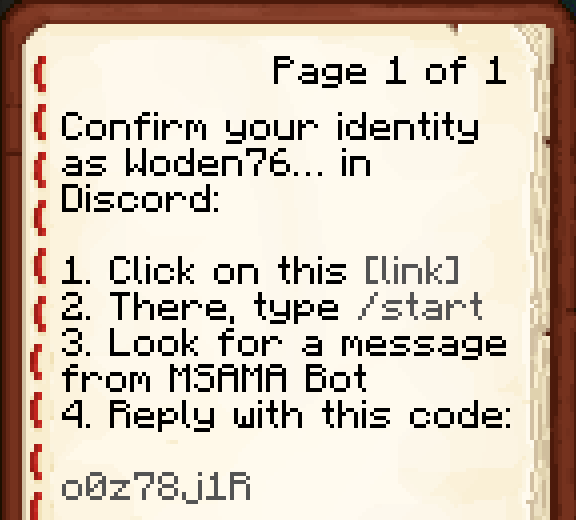 Page 1 of 1
Confirm your identity
as Woden76... in
Discord:
1. Click on this [link]
2. There, type /start
3. Look for a message
from MSAMA Bot
4. Reply with this code:
o0z78j1R